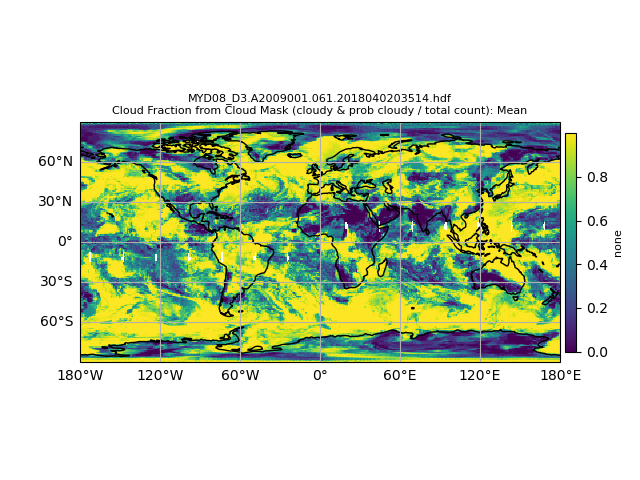 MYD08_D3.A2009001.061.2018040203514.hdf
Cloud Fraction from Cloud Mask (cloudy & prob cloudy / total count): Mean
60°N
30°N
0°
30°S
60°S
180°W 120°W 60°W 0° 60°E 120°E 180°E
0.8
0.6
0.4
0.2
0.0
none